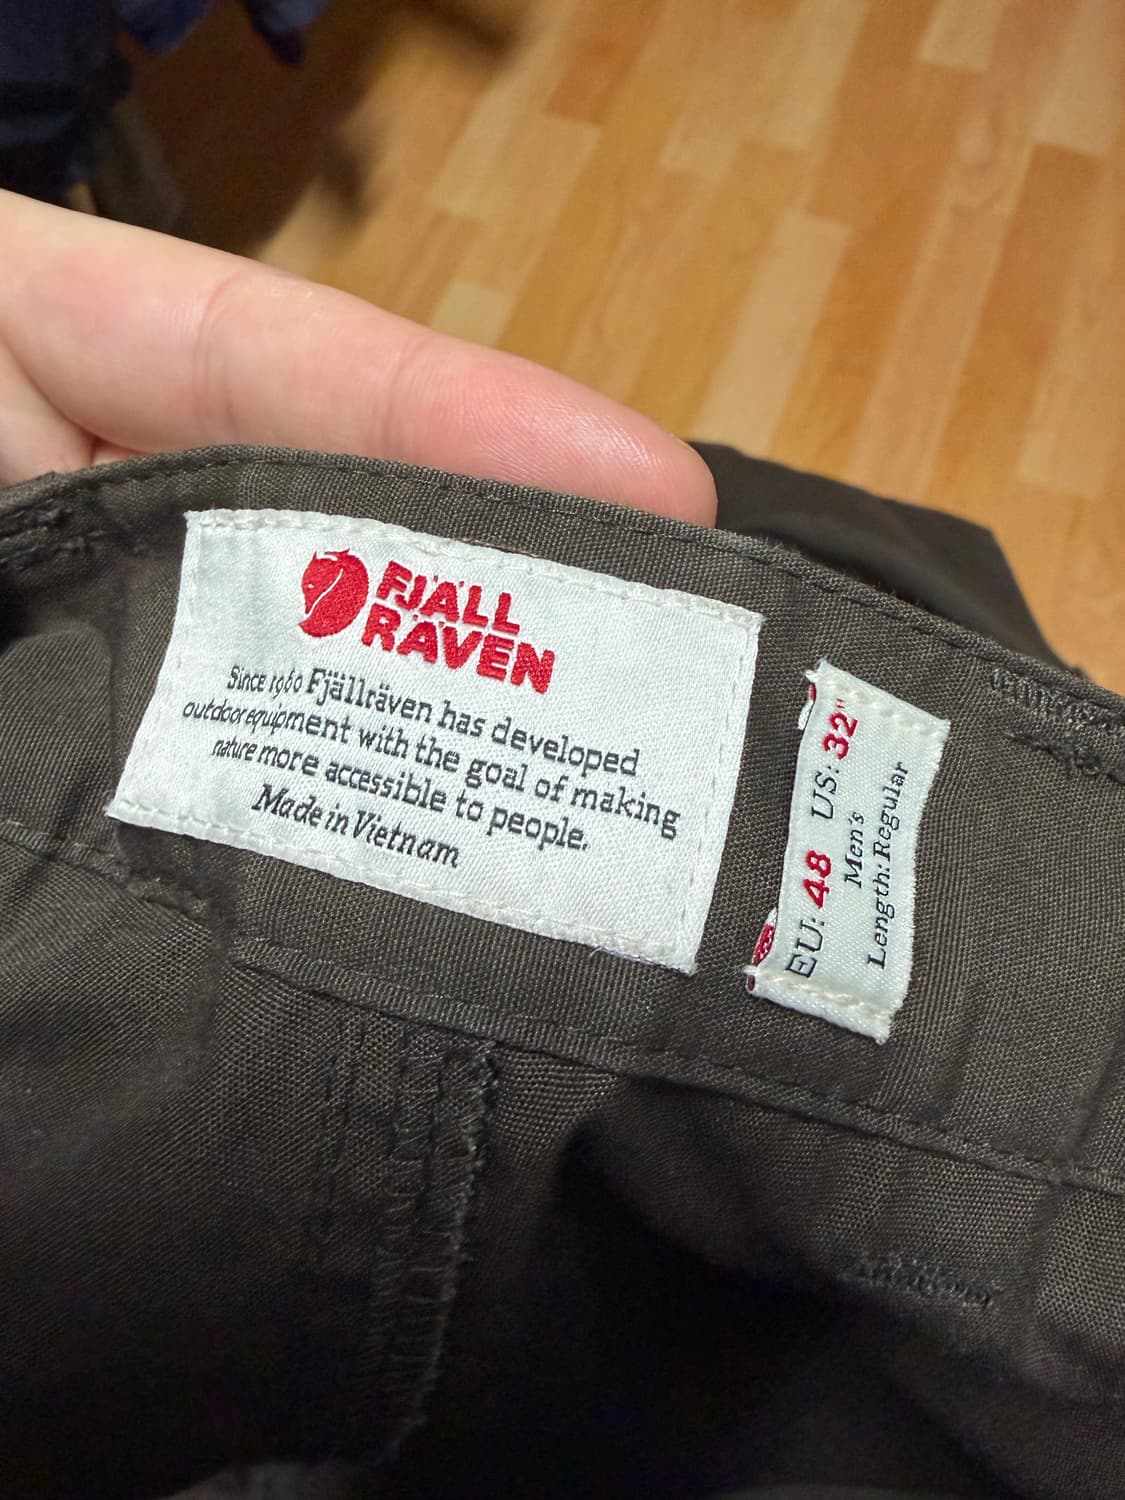 FJÄLL
RÄVEN
Since 1960 Fjällräven has developed
outdoor equipment with the goal of making
nature more accessible to people.
Made in Vietnam
EU: 48 US: 32"
Men's
Length: Regular